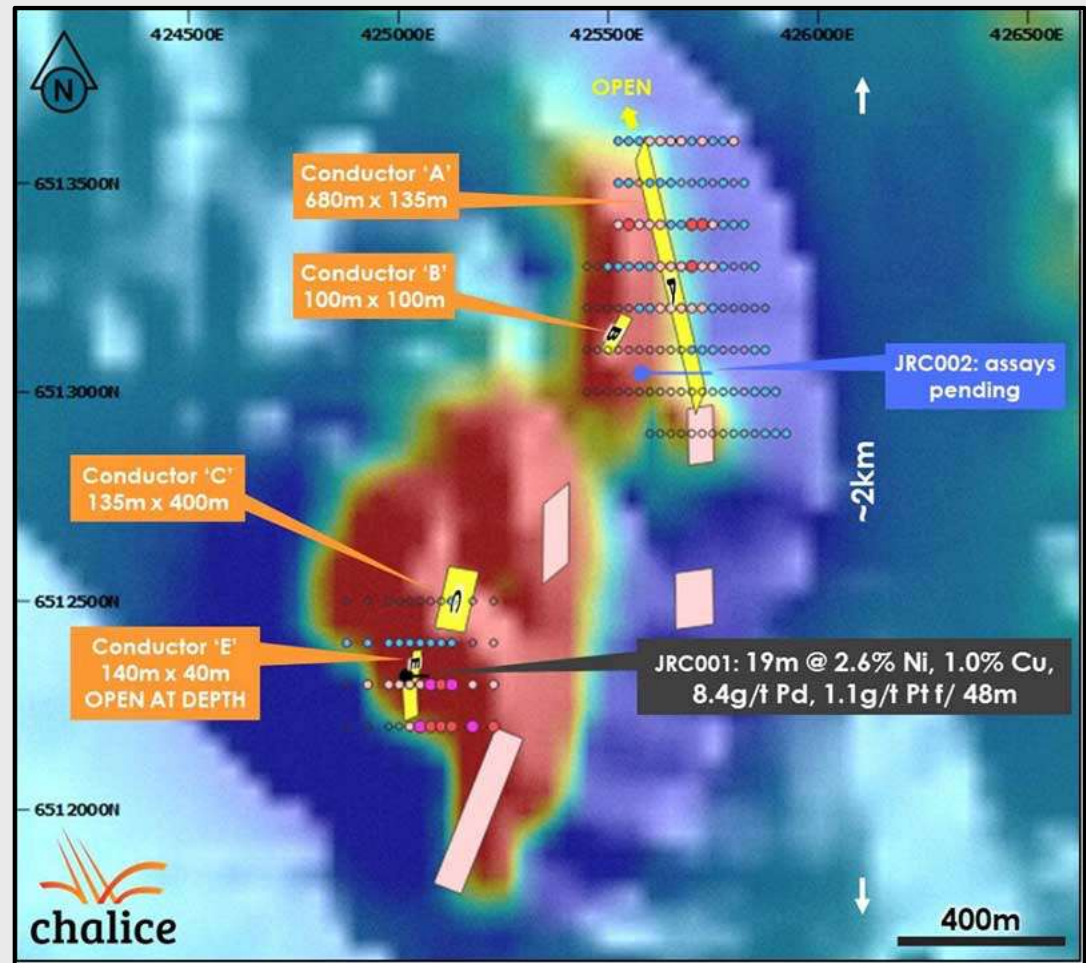 424500E 425000E 425500E 426000E 426500E
N
OPEN
6513500N
Conductor 'A'
680m x 135m
Conductor 'B'
100m x 100m
A
B
JRC002: assays
pending
6513000N
~2km
Conductor 'C'
135m x 400m
C
6512500N
Conductor 'E'
140m x 40m
OPEN AT DEPTH
E
JRC001: 19m @ 2.6% Ni, 1.0% Cu,
8.4g/t Pd, 1.1g/t Pt f/ 48m
6512000N
chalice
400m